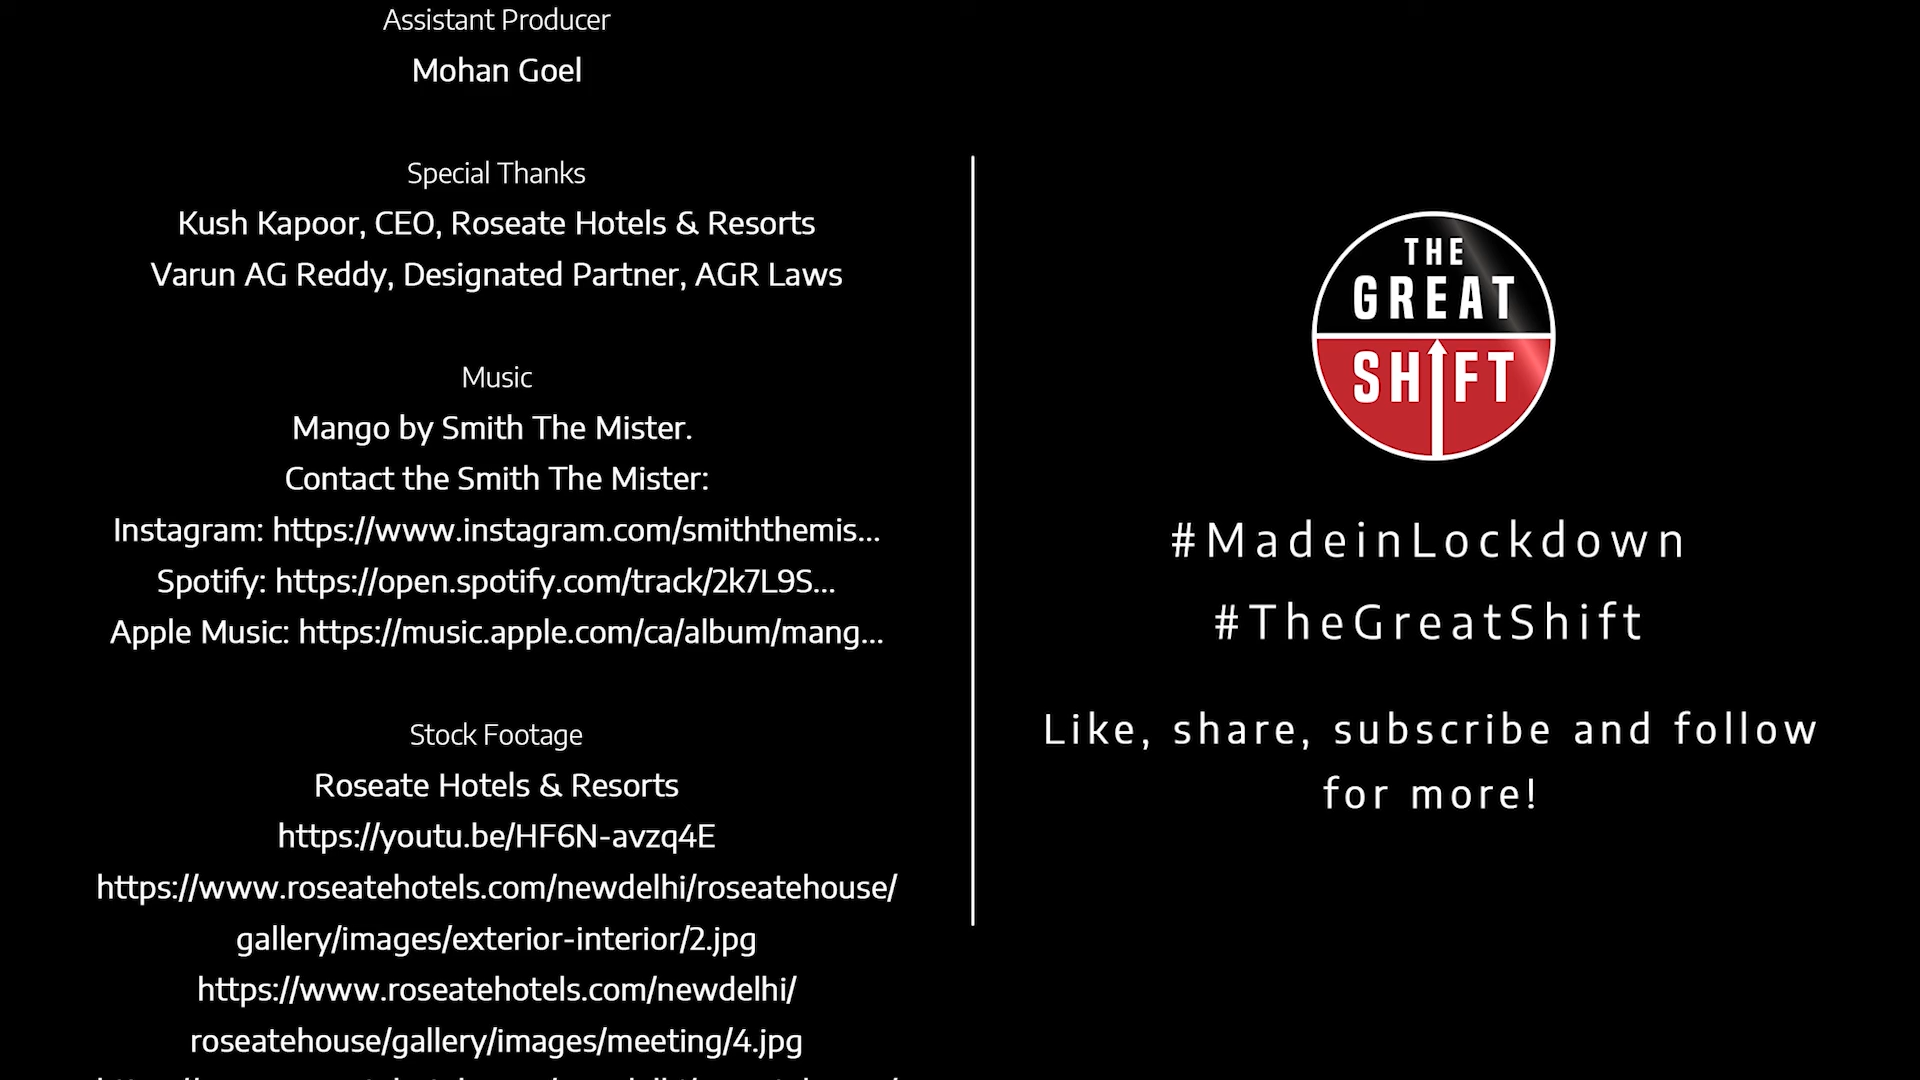 Assistant Producer
Mohan Goel
Special Thanks
Kush Kapoor, CEO, Roseate Hotels & Resorts
Varun AG Reddy, Designated Partner, AGR Laws
Music
Mango by Smith The Mister.
Contact the Smith The Mister:
Instagram: https://www.instagram.com/smiththemis...
Spotify: https://open.spotify.com/track/2k7L9S...
Apple Music: https://music.apple.com/ca/album/mang...
Stock Footage
Roseate Hotels & Resorts
https://youtu.be/HF6N-avzq4E
https://www.roseatehotels.com/newdelhi/roseatehouse/
gallery/images/exterior-interior/2.jpg
https://www.roseatehotels.com/newdelhi/
roseatehouse/gallery/images/meeting/4.jpg
THE
GREAT
SHIFT
#MadeinLockdown
#TheGreatShift
Like, share, subscribe and follow
for more!